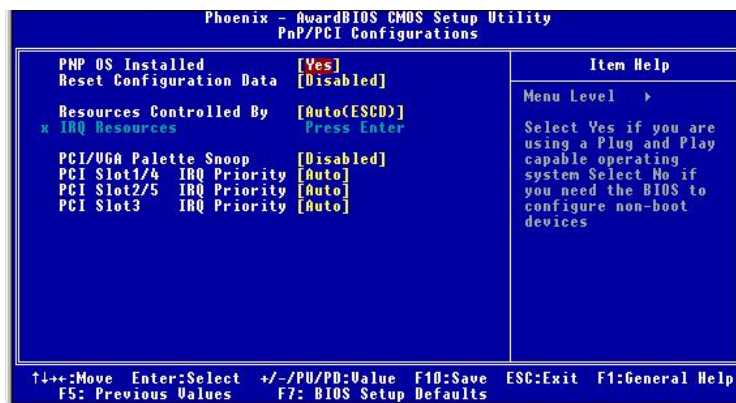 Phoenix - AwardBIOS CMOS Setup Utility
PnP/PCI Configurations
PNP OS Installed [Yes]
Reset Configuration Data [Disabled]
Resources Controlled By [Auto(ESCD)]
x IRQ Resources Press Enter
PCI/VGA Palette Snoop [Disabled]
PCI Slot1/4 IRQ Priority [Auto]
PCI Slot2/5 IRQ Priority [Auto]
PCI Slot3 IRQ Priority [Auto]
Item Help
Menu Level ▸
Select Yes if you are
using a Plug and Play
capable operating
system Select No if
you need the BIOS to
configure non-boot
devices
↑↓→←:Move Enter:Select +/-/PU/PD:Value F10:Save ESC:Exit F1:General Help
F5: Previous Values F7: BIOS Setup Defaults